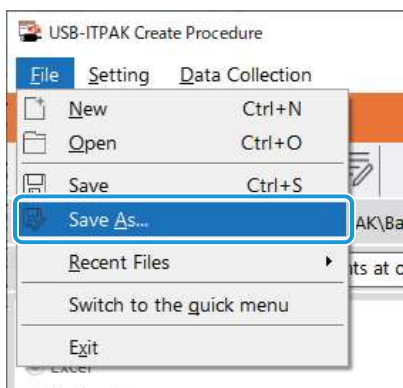 USB-ITPAK Create Procedure
File Setting Data Collection
New Ctrl+N
Open Ctrl+O
Save Ctrl+S
Save As...
AK\Ba
Recent Files
nts at o
Switch to the quick menu
Exit
Excel